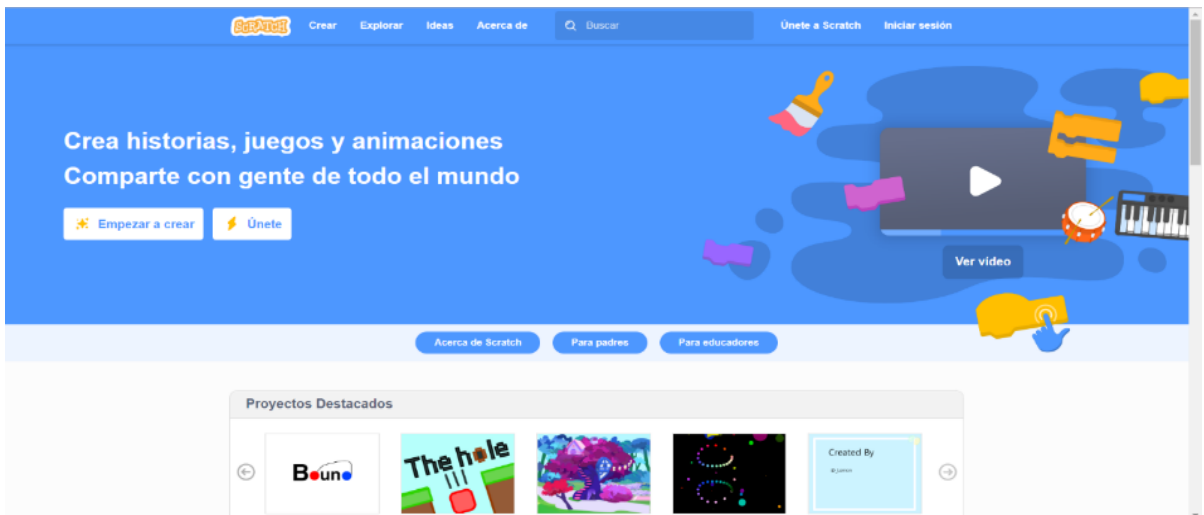 SCRATCH Crear Explorar Ideas Acerca de Buscar Únete a Scratch Iniciar sesión
Crea historias, juegos y animaciones
Comparte con gente de todo el mundo
Empezar a crear Únete
Ver video
Acerca de Scratch Para padres Para educadores
Proyectos Destacados
Bound
The hole
Created By